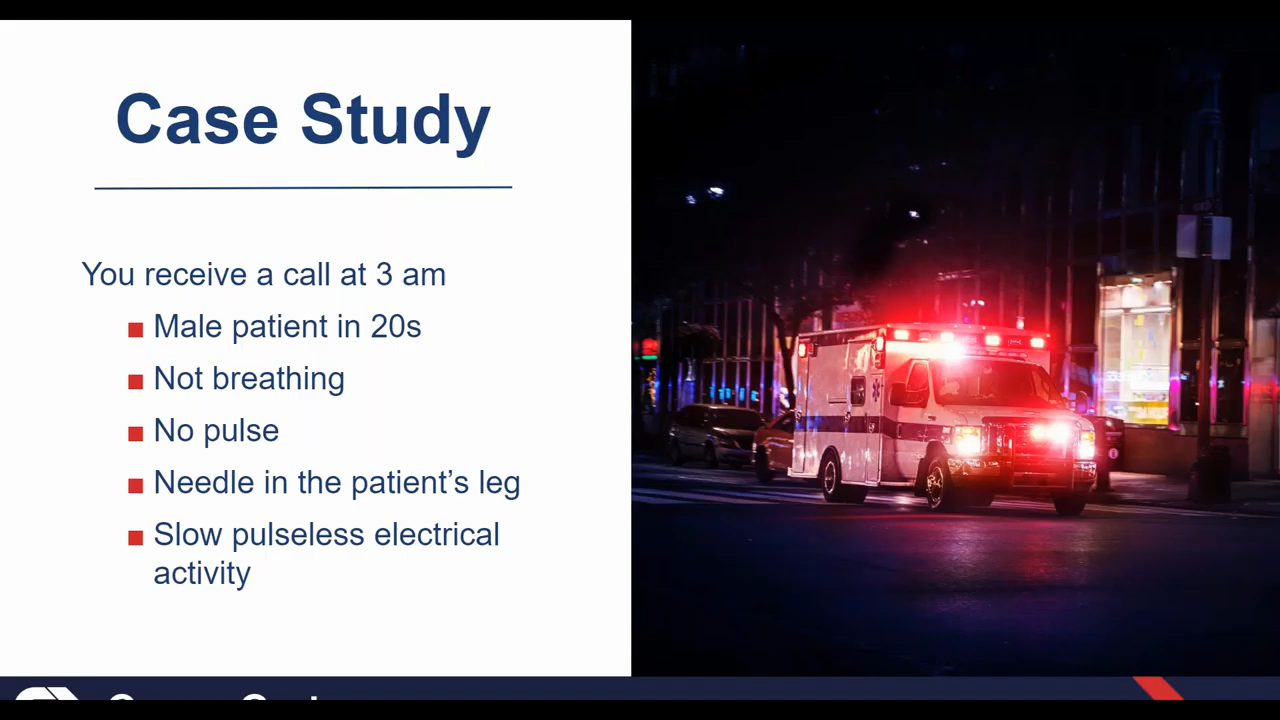 Case Study
You receive a call at 3 am
Male patient in 20s
Not breathing
No pulse
Needle in the patient’s leg
Slow pulseless electrical
activity